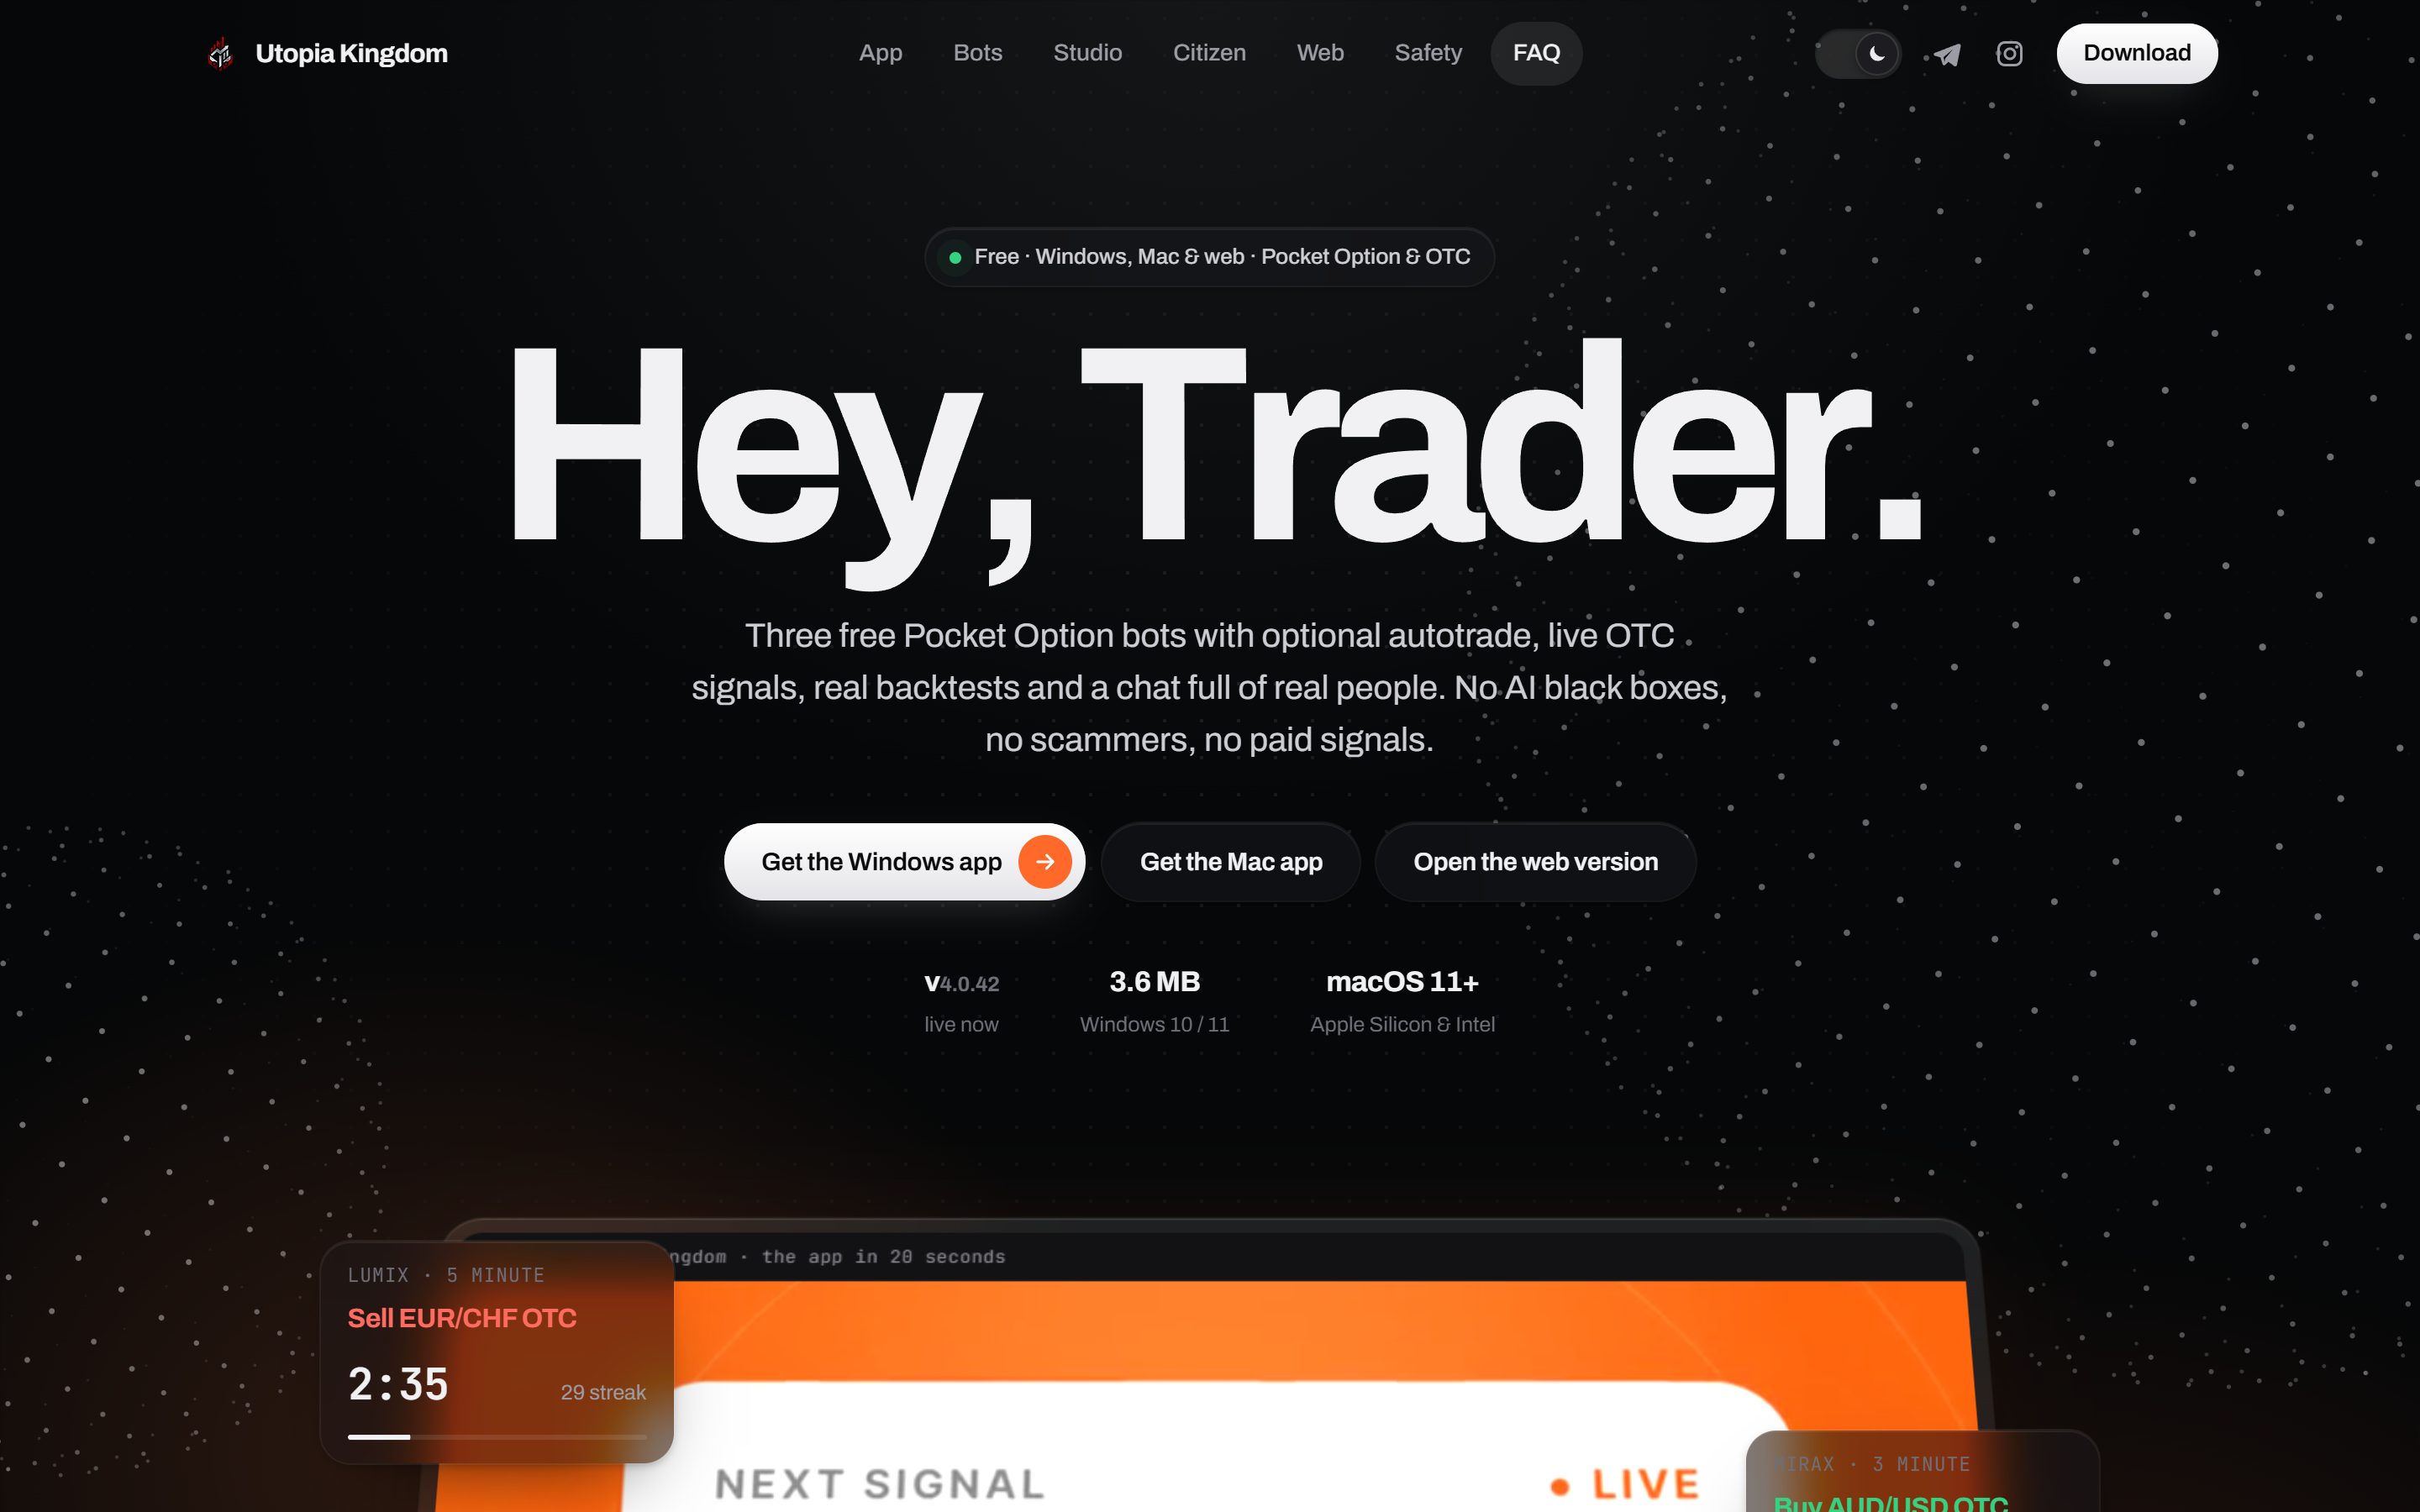 Utopia Kingdom
App Bots Studio Citizen Web Safety FAQ
Download
Free · Windows, Mac & web · Pocket Option & OTC
Hey, Trader.
Three free Pocket Option bots with optional autotrade, live OTC
signals, real backtests and a chat full of real people. No AI black boxes,
no scammers, no paid signals.
Get the Windows app
Get the Mac app
Open the web version
v4.0.42
live now
3.6 MB
Windows 10 / 11
macOS 11+
Apple Silicon & Intel
ngdom · the app in 20 seconds
LUMIX · 5 MINUTE
Sell EUR/CHF OTC
2:35
29 streak
NEXT SIGNAL
• LIVE
MIRAX · 3 MINUTE
Buy AUD/USD OTC